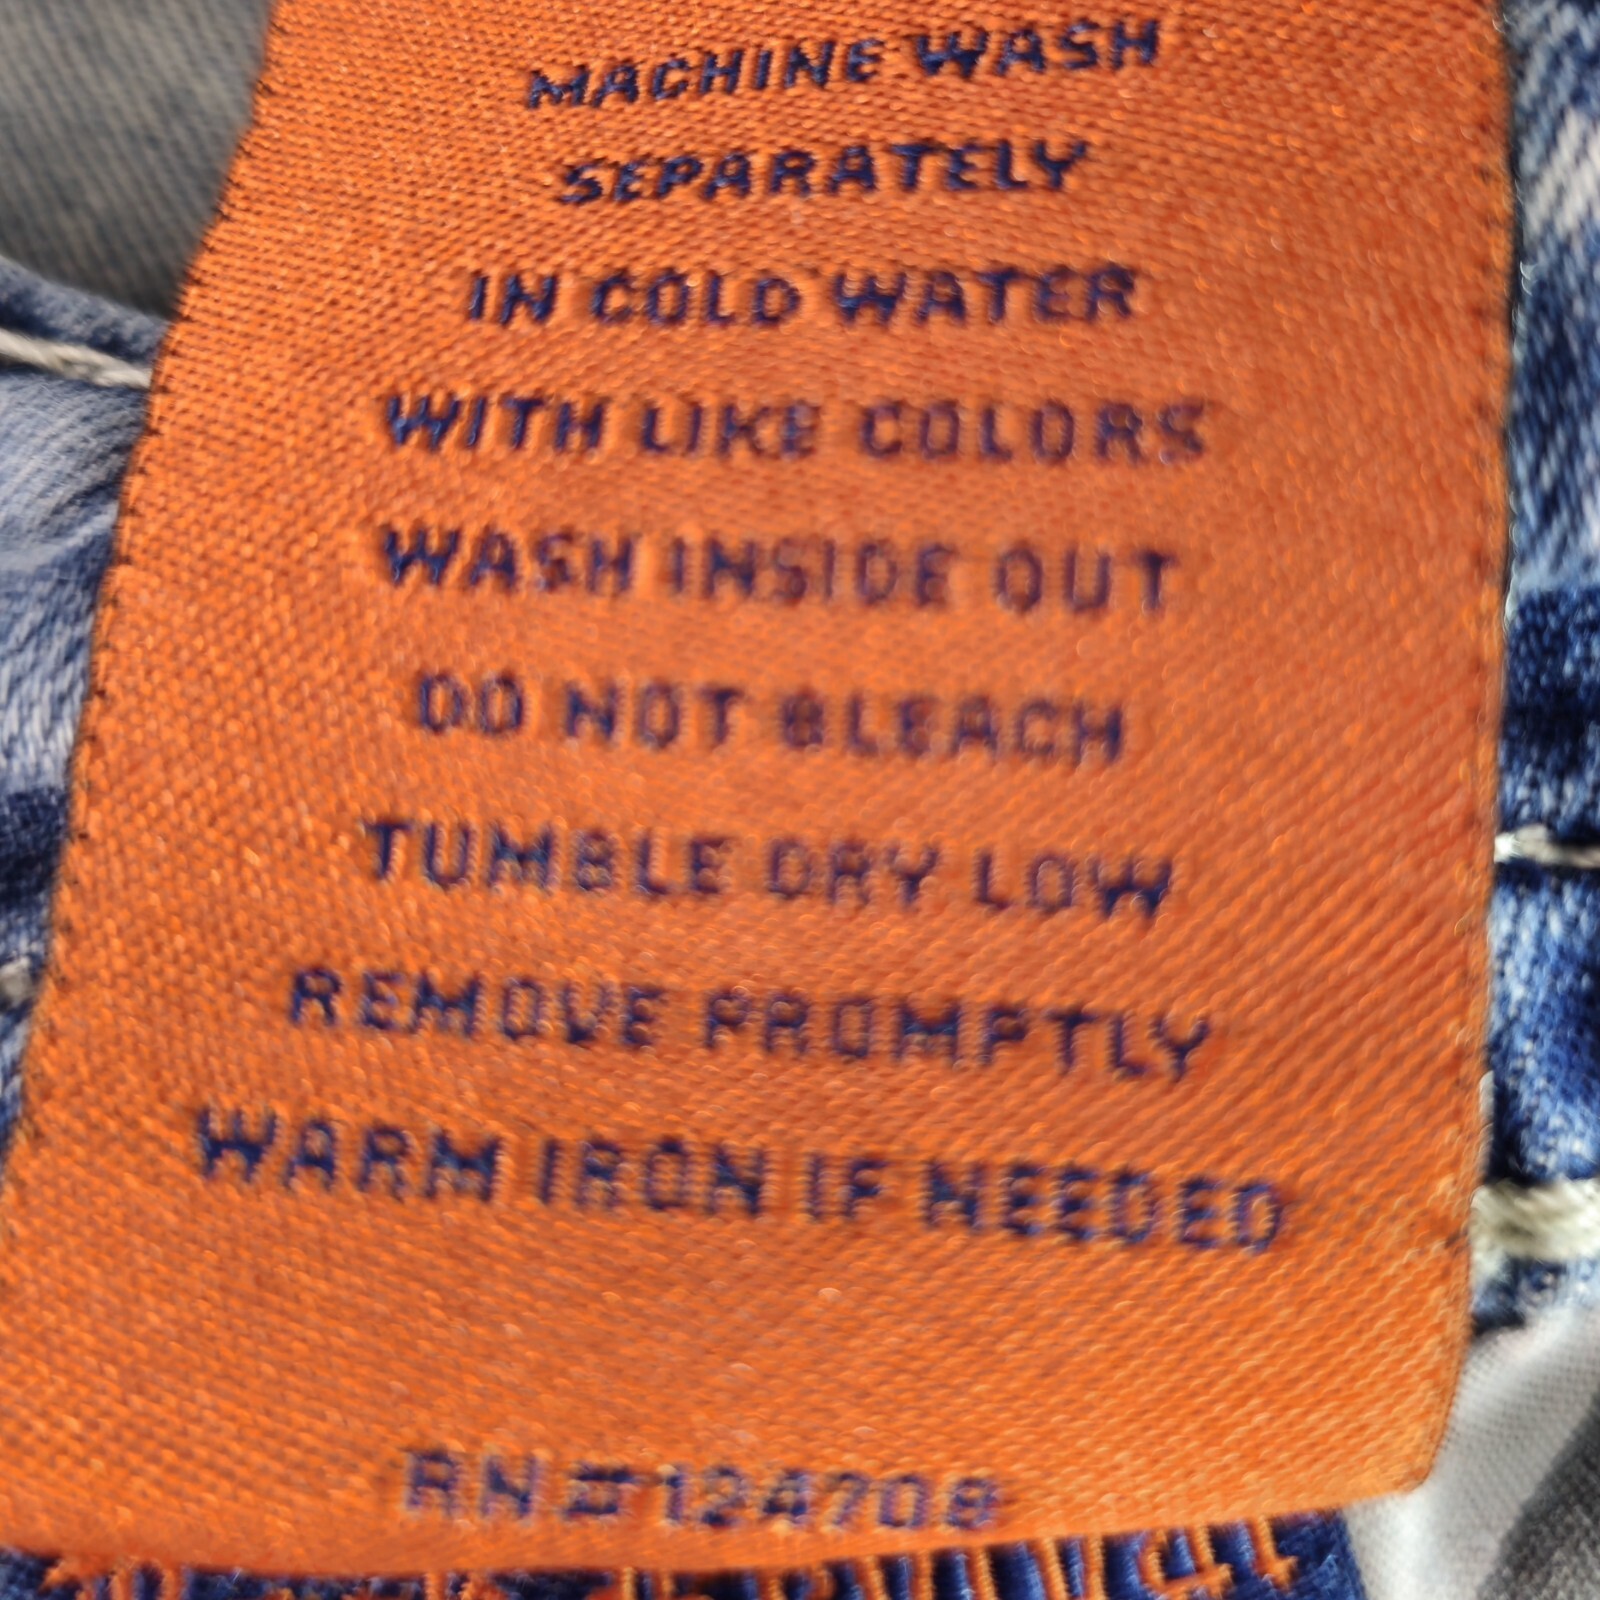 MACHINE WASH
SEPARATELY
IN COLD WATER
WITH LIKE COLORS
WASH INSIDE OUT
DO NOT BLEACH
TUMBLE DRY LOW
REMOVE PROMPTLY
WARM IRON IF NEEDED
RN#124708